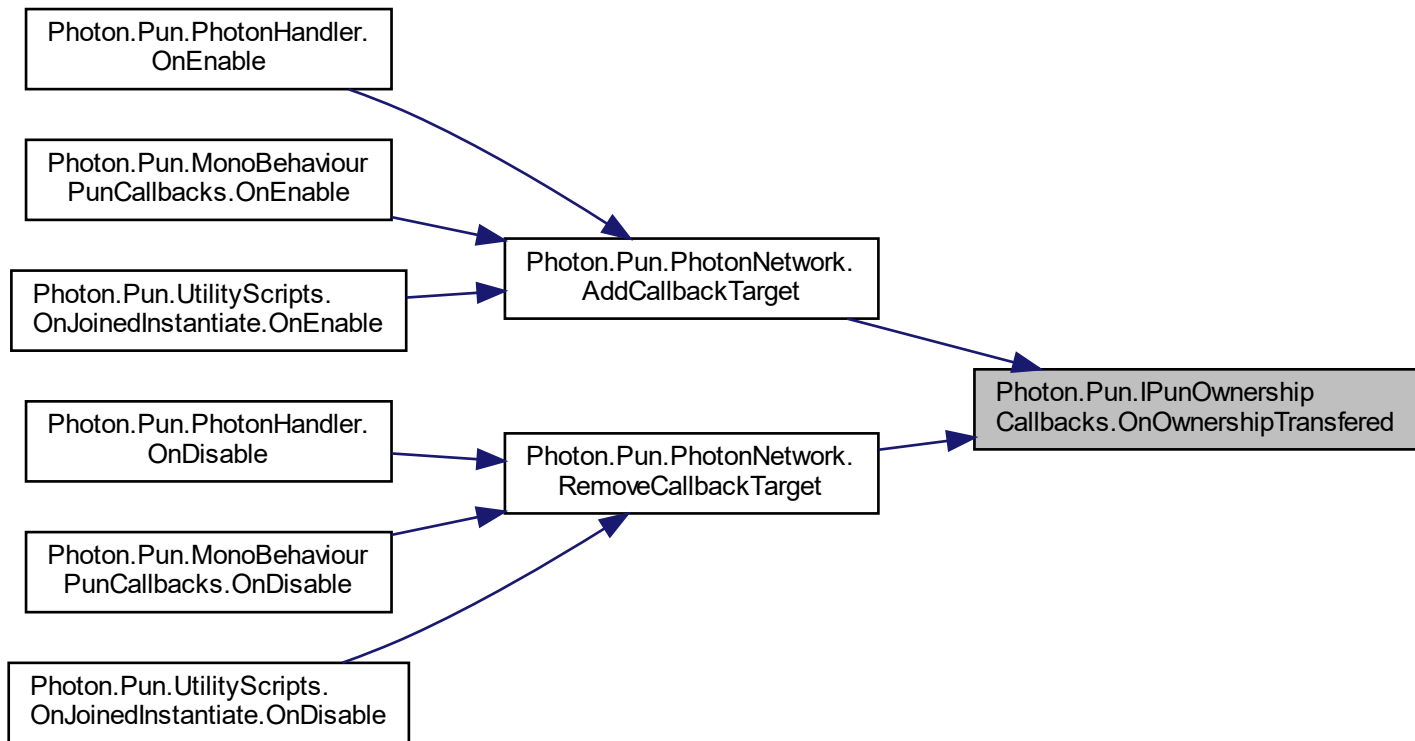 Photon.Pun.PhotonHandler.
OnEnable
Photon.Pun.MonoBehaviour
PunCallbacks.OnEnable
Photon.Pun.UtilityScripts.
OnJoinedInstantiate.OnEnable
Photon.Pun.PhotonNetwork.
AddCallbackTarget
Photon.Pun.IPunOwnership
Callbacks.OnOwnershipTransfered
Photon.Pun.PhotonHandler.
OnDisable
Photon.Pun.PhotonNetwork.
RemoveCallbackTarget
Photon.Pun.MonoBehaviour
PunCallbacks.OnDisable
Photon.Pun.UtilityScripts.
OnJoinedInstantiate.OnDisable